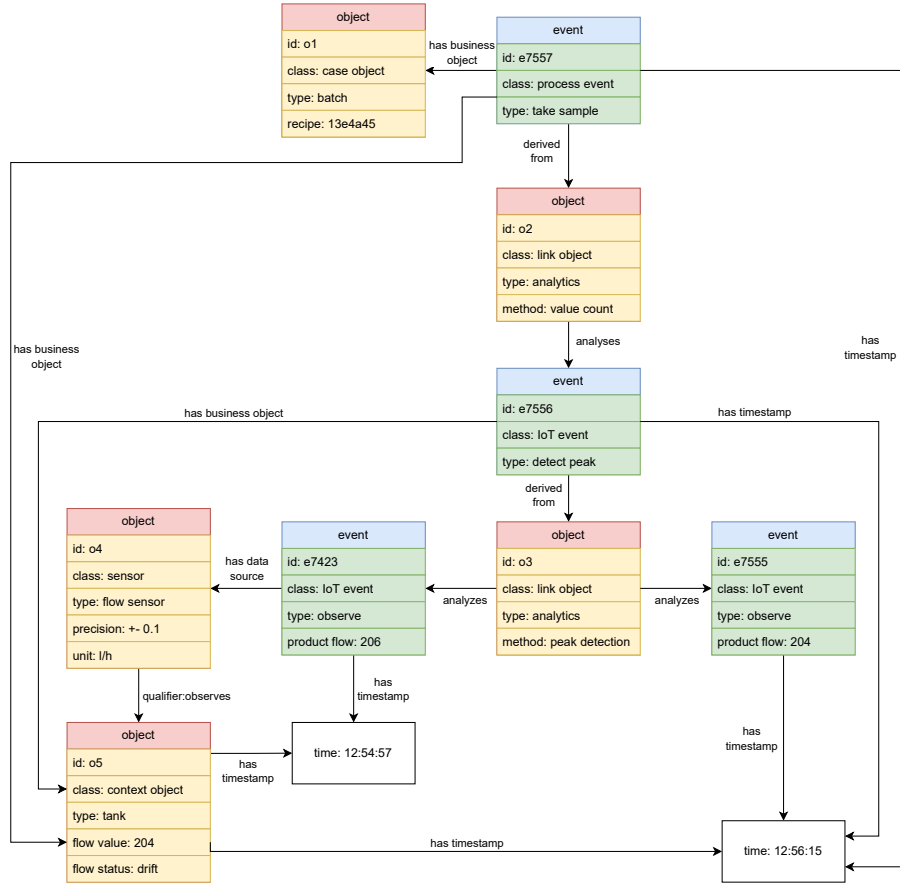 object
id: o1
class: case object
type: batch
recipe: 13e4a45
has business
object
event
id: e7557
class: process event
type: take sample
derived
from
object
id: o2
class: link object
type: analytics
method: value count
analyses
has business
object
has
timestamp
event
id: e7556
class: IoT event
type: detect peak
has business object
has timestamp
derived
from
object
id: o4
class: sensor
type: flow sensor
precision: +- 0.1
unit: l/h
has data
source
event
id: e7423
class: IoT event
type: observe
product flow: 206
analyzes
object
id: o3
class: link object
type: analytics
method: peak detection
analyzes
event
id: e7555
class: IoT event
type: observe
product flow: 204
qualifier:observes
has
timestamp
has
timestamp
object
id: o5
class: context object
type: tank
flow value: 204
flow status: drift
has
timestamp
time: 12:54:57
has timestamp
time: 12:56:15